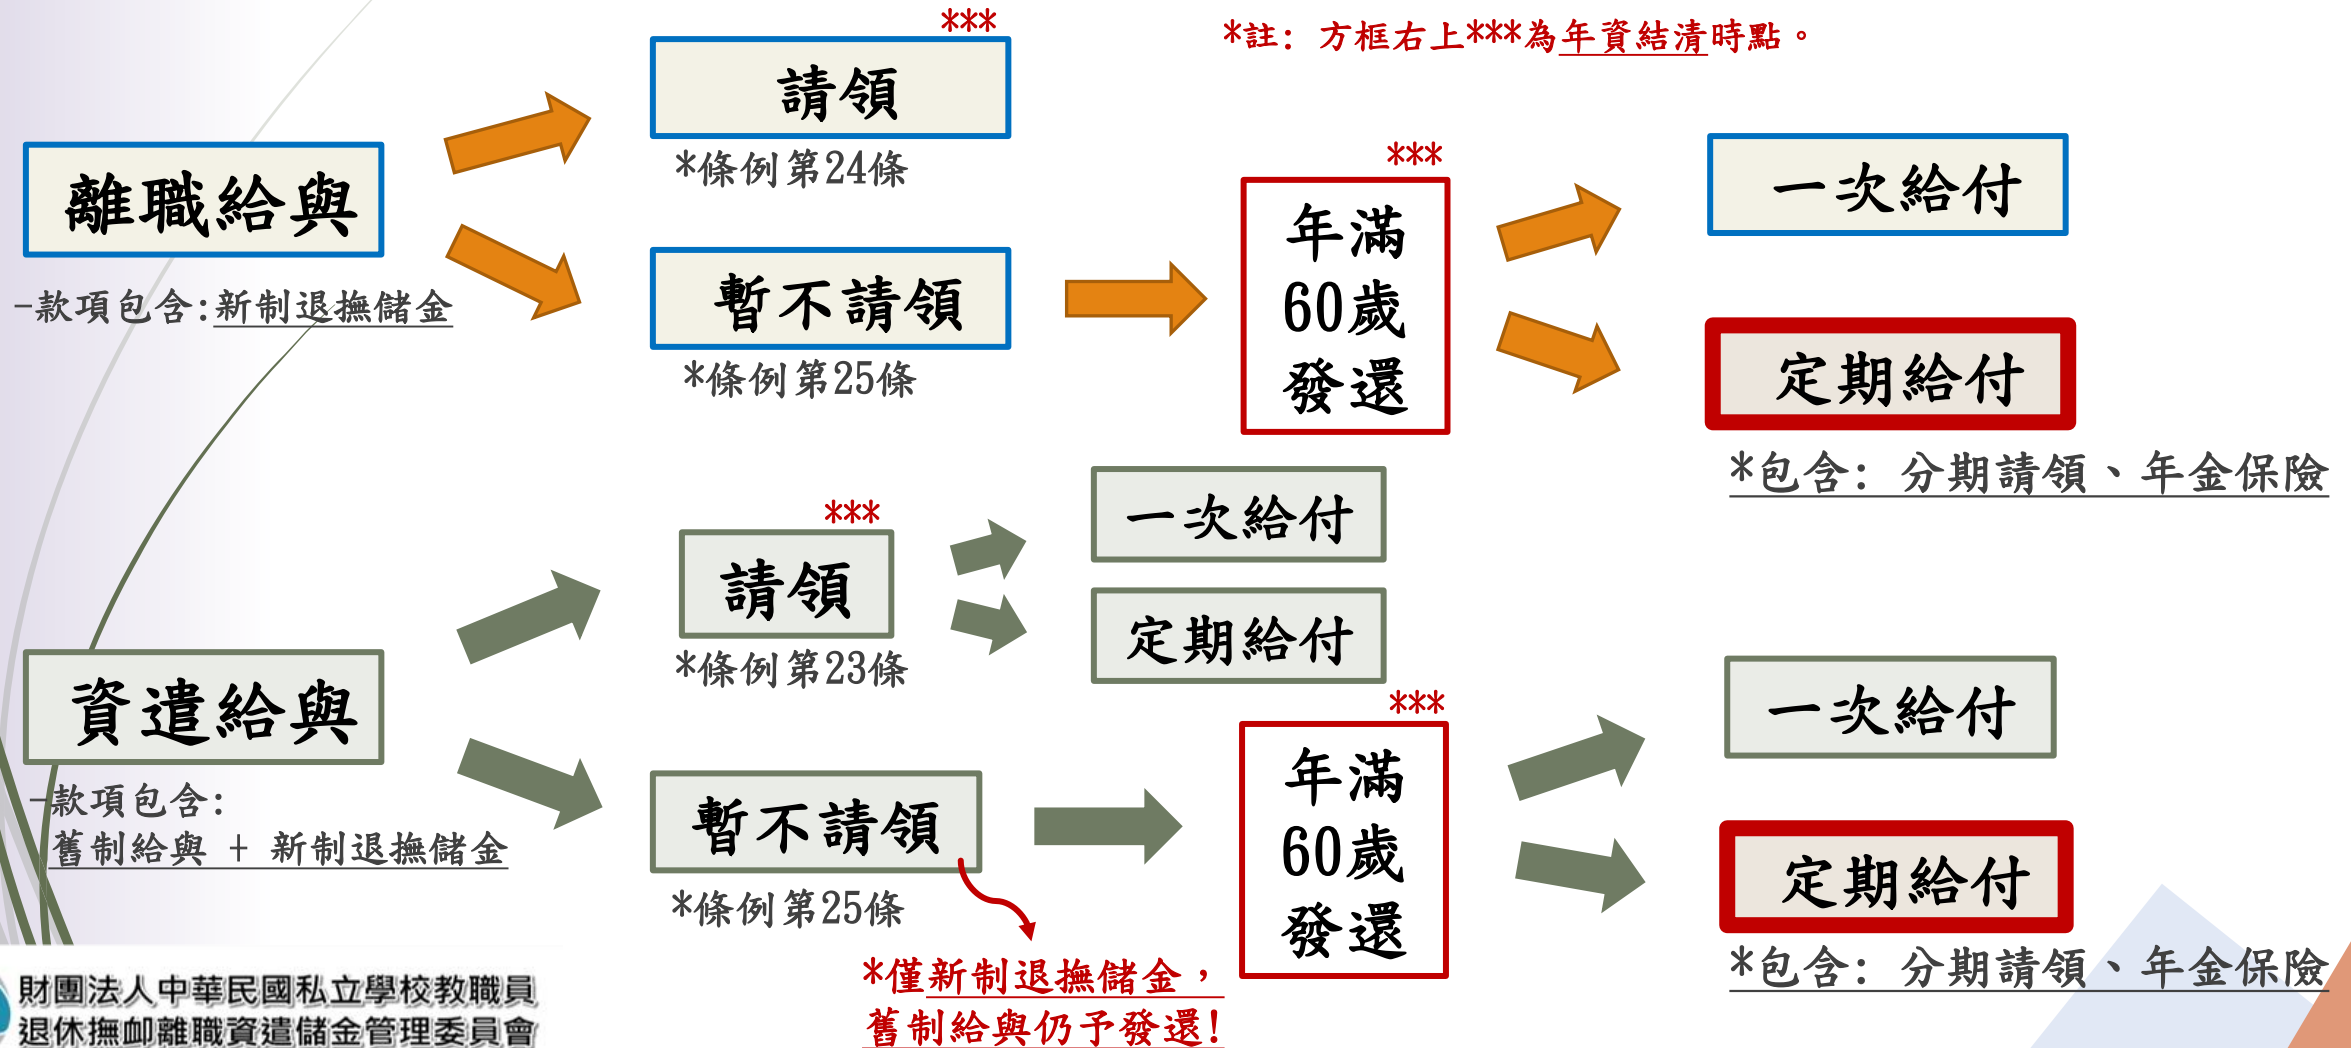 ***
*註: 方框右上***為年資結清時點。
請領
*條例第24條
離職給與
-款項包含:新制退撫儲金
暫不請領
*條例第25條
***
年滿
60歲
發還
一次給付
定期給付
*包含: 分期請領、年金保險
***
請領
*條例第23條
一次給付
定期給付
資遣給與
-款項包含:
舊制給與 + 新制退撫儲金
暫不請領
*條例第25條
*僅新制退撫儲金，
舊制給與仍予發還!
***
年滿
60歲
發還
一次給付
定期給付
*包含: 分期請領、年金保險
財團法人中華民國私立學校教職員
退休撫卹離職資遣儲金管理委員會